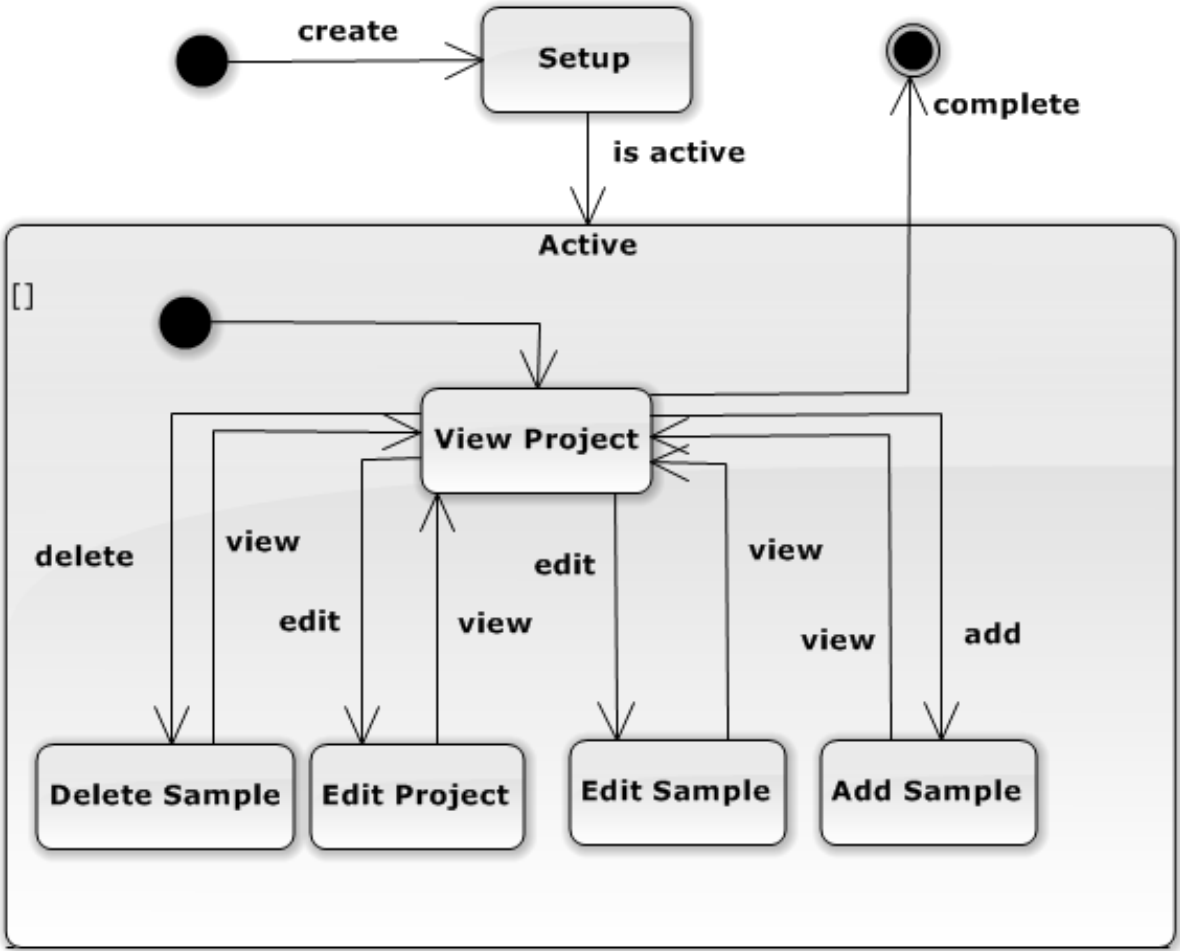 create
Setup
complete
is active
Active
[]
View Project
delete
view
edit
view
edit
view
view
add
Delete Sample
Edit Project
Edit Sample
Add Sample